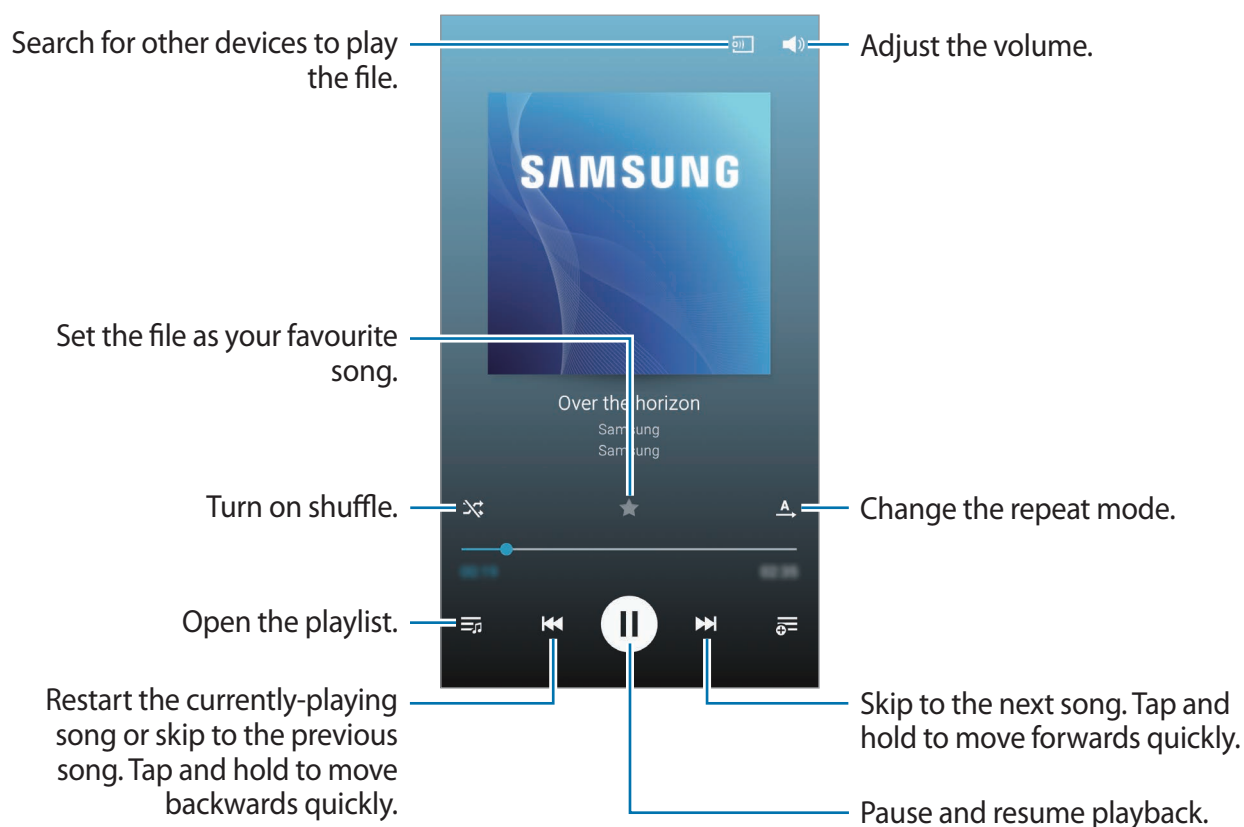 Search for other devices to play
the file.
Adjust the volume.
SAMSUNG
Set the file as your favourite
song.
Over the horizon
Samsung
Samsung
Turn on shuffle.
A
Change the repeat mode.
Open the playlist.
Restart the currently-playing
song or skip to the previous
song. Tap and hold to move
backwards quickly.
Skip to the next song. Tap and
hold to move forwards quickly.
Pause and resume playback.